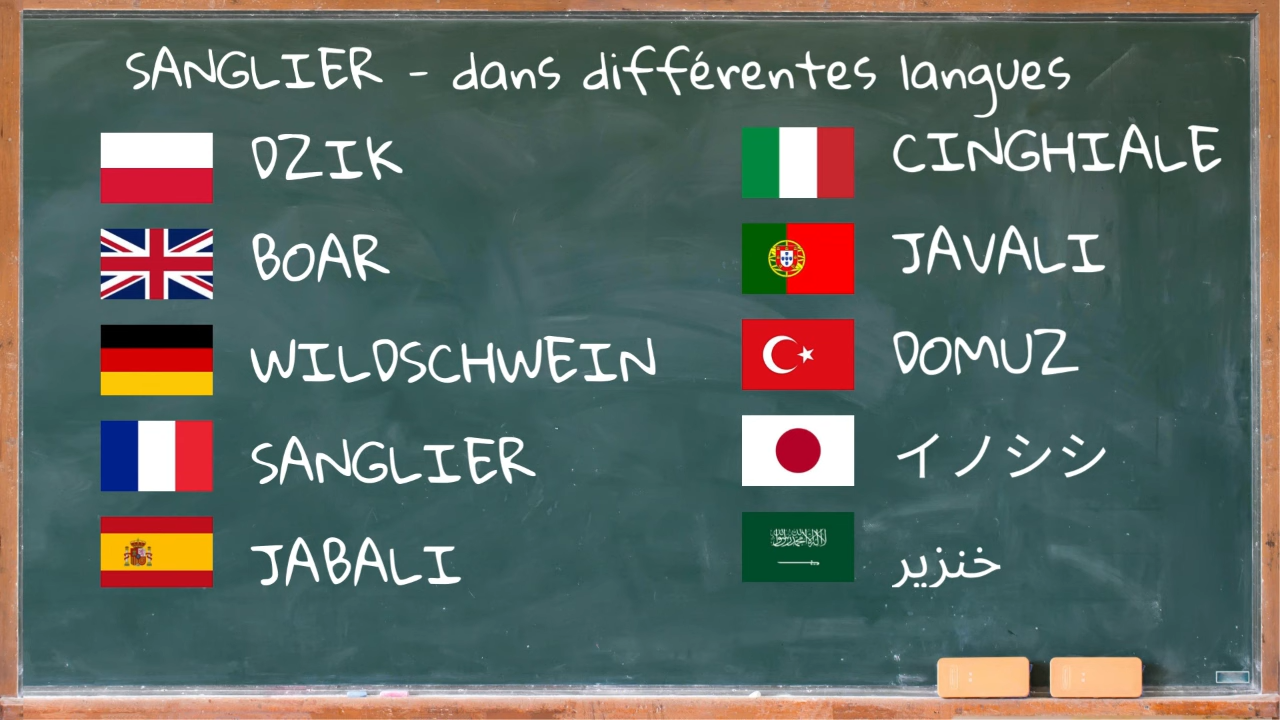 SANGLIER - dans différentes langues
DZIK
BOAR
WILDSCHWEIN
SANGLIER
JABALI
CINGHIALE
JAVALI
DOMUZ
イノシシ
خنزير